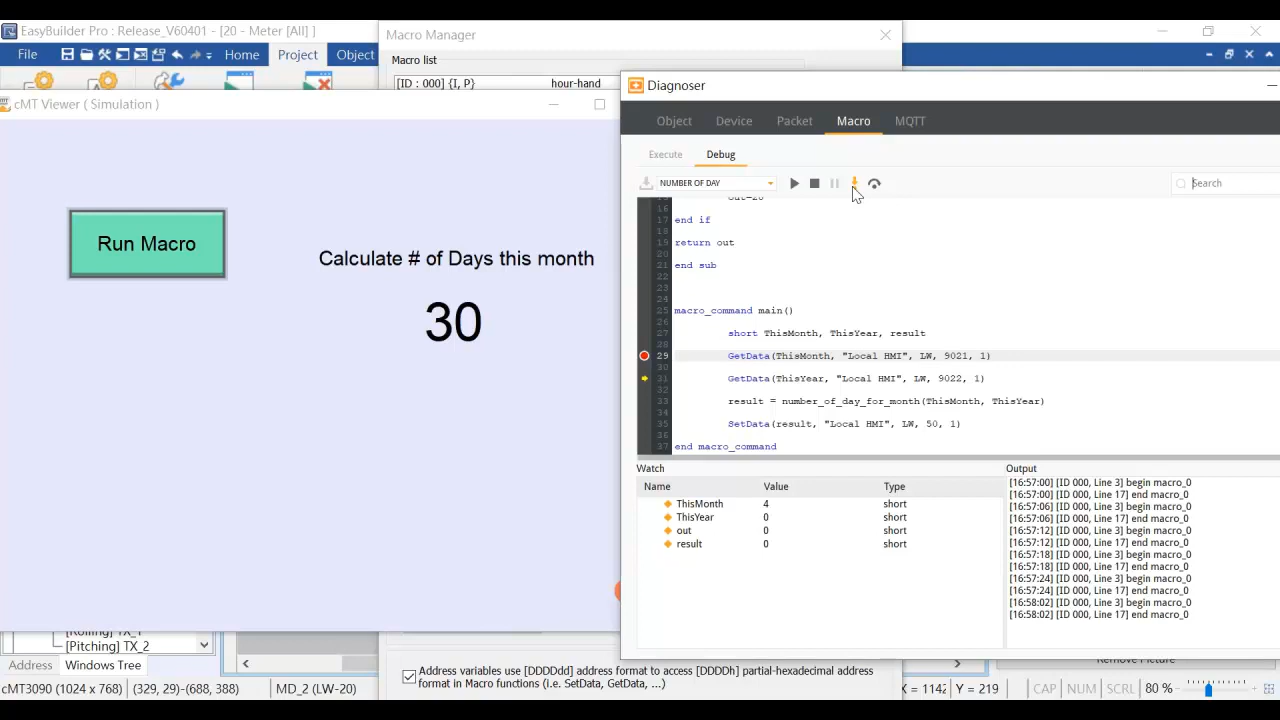 EasyBuilder Pro : Release_V60401 - [20 - Meter [All] ]
File Home Project Object
Macro Manager
Macro list
[ID : 000] {I, P} hour-hand
cMT Viewer ( Simulation )
Run Macro
Calculate # of Days this month
30
Diagnoser
Object Device Packet Macro MQTT
Execute Debug
NUMBER OF DAY
Search
16
17 end if
18
19 return out
20
21 end sub
22
23
24
25 macro_command main()
26
27 short ThisMonth, ThisYear, result
28
29 GetData(ThisMonth, "Local HMI", LW, 9021, 1)
30
31 GetData(ThisYear, "Local HMI", LW, 9022, 1)
32
33 result = number_of_day_for_month(ThisMonth, ThisYear)
34
35 SetData(result, "Local HMI", LW, 50, 1)
36
37 end macro_command
Watch
Name Value Type
ThisMonth 4 short
ThisYear 0 short
out 0 short
result 0 short
Output
[16:57:00] [ID 000, Line 3] begin macro_0
[16:57:00] [ID 000, Line 17] end macro_0
[16:57:06] [ID 000, Line 3] begin macro_0
[16:57:06] [ID 000, Line 17] end macro_0
[16:57:12] [ID 000, Line 3] begin macro_0
[16:57:12] [ID 000, Line 17] end macro_0
[16:57:18] [ID 000, Line 3] begin macro_0
[16:57:18] [ID 000, Line 17] end macro_0
[16:57:24] [ID 000, Line 3] begin macro_0
[16:57:24] [ID 000, Line 17] end macro_0
[16:58:02] [ID 000, Line 3] begin macro_0
[16:58:02] [ID 000, Line 17] end macro_0
[Rolling] TX_1
[Pitching] TX_2
Address Windows Tree
Address variables use [DDDDdd] address format to access [DDDDh] partial-hexadecimal address
format in Macro functions (i.e. SetData, GetData, ...)
Remove Picture
cMT3090 (1024 x 768) (329, 29)-(688, 388) MD_2 (LW-20) X = 1142 Y = 219 CAP NUM SCRL 80 %